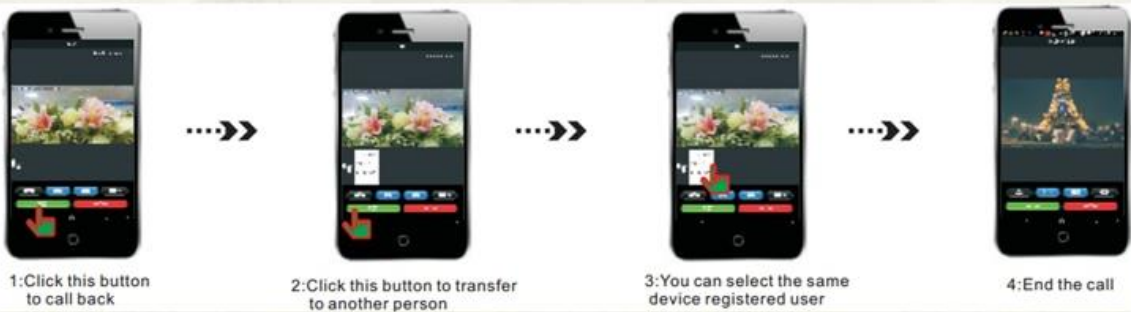 1:Click this button
to call back
2:Click this button to transfer
to another person
3:You can select the same
device registered user
4:End the call